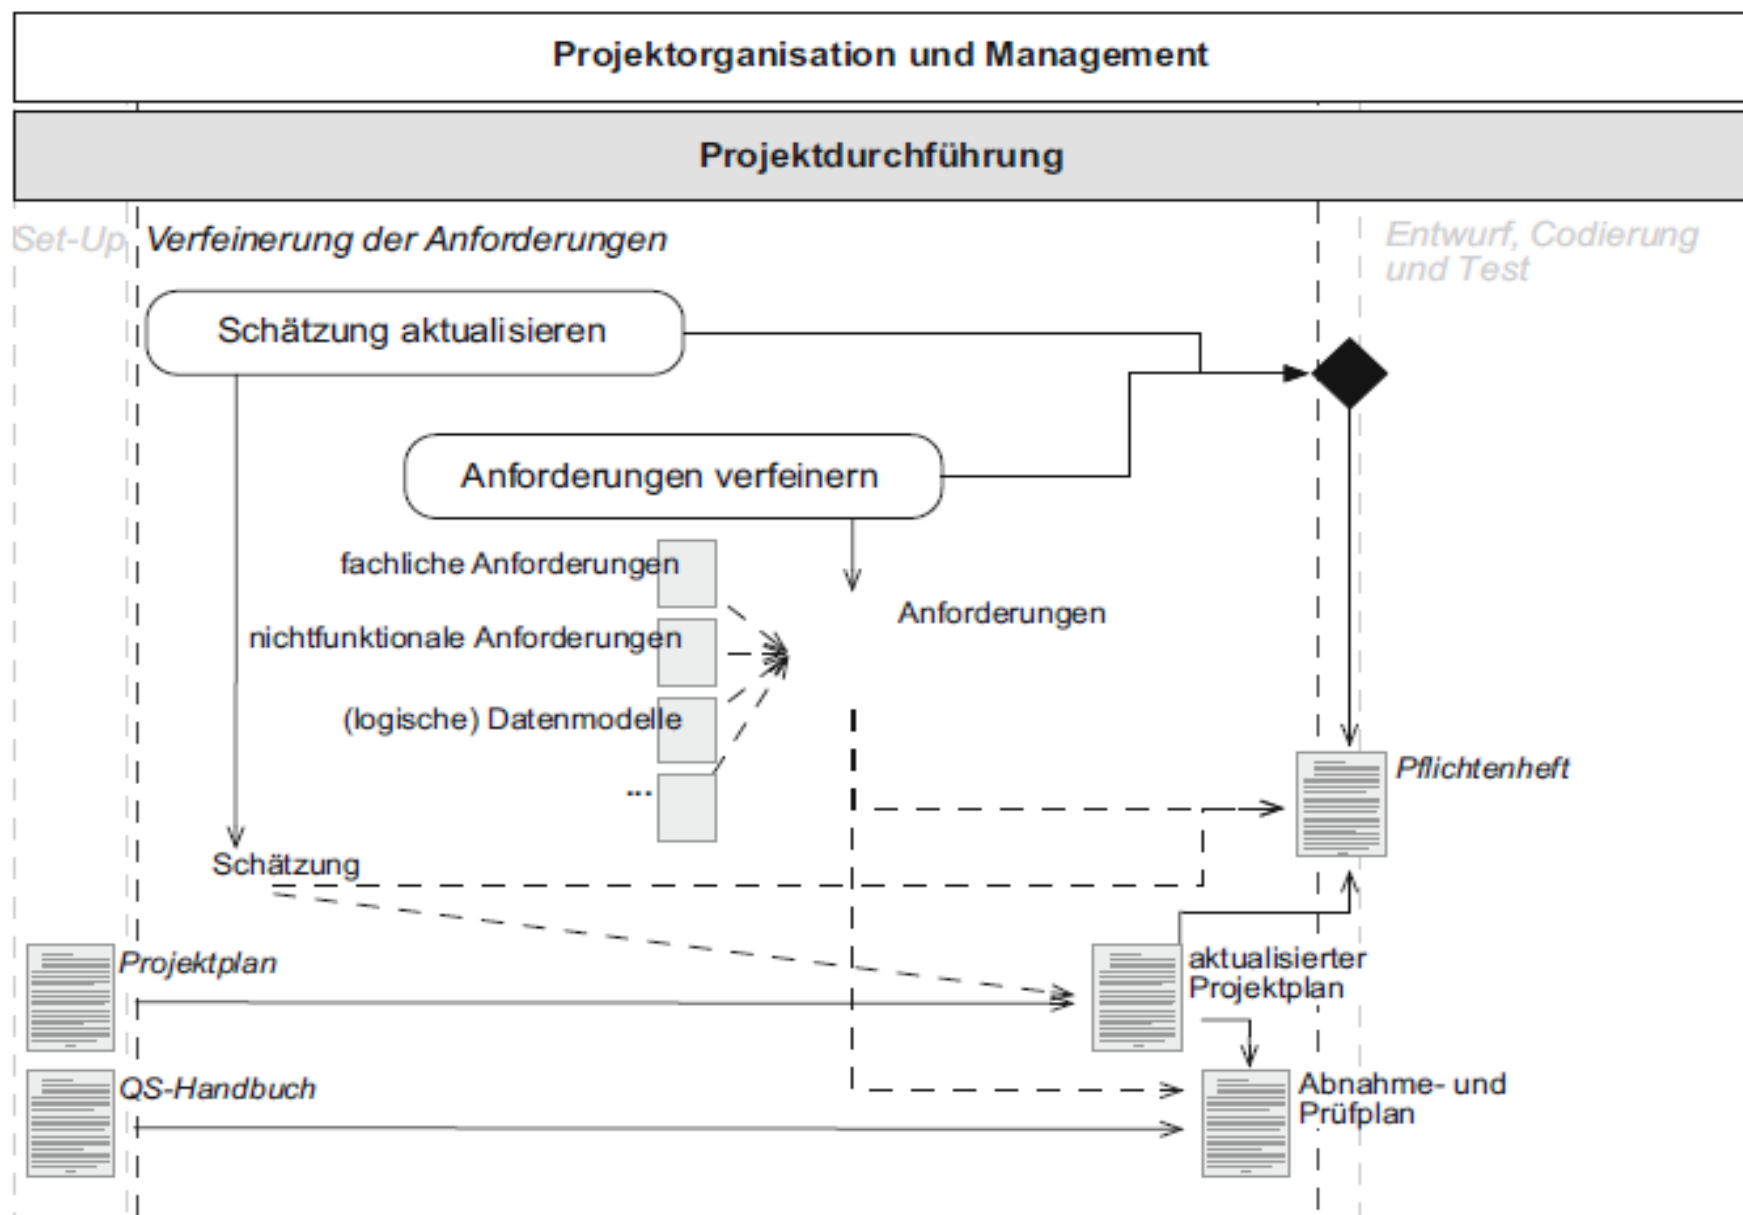 Projektorganisation und Management
Projektdurchführung
Set-Up
Verfeinerung der Anforderungen
Entwurf, Codierung
und Test
Schätzung aktualisieren
Anforderungen verfeinern
fachliche Anforderungen
Anforderungen
nichtfunktionale Anforderungen
(logische) Datenmodelle
...
Pflichtenheft
Schätzung
Projektplan
aktualisierter
Projektplan
QS-Handbuch
Abnahme- und
Prüfplan